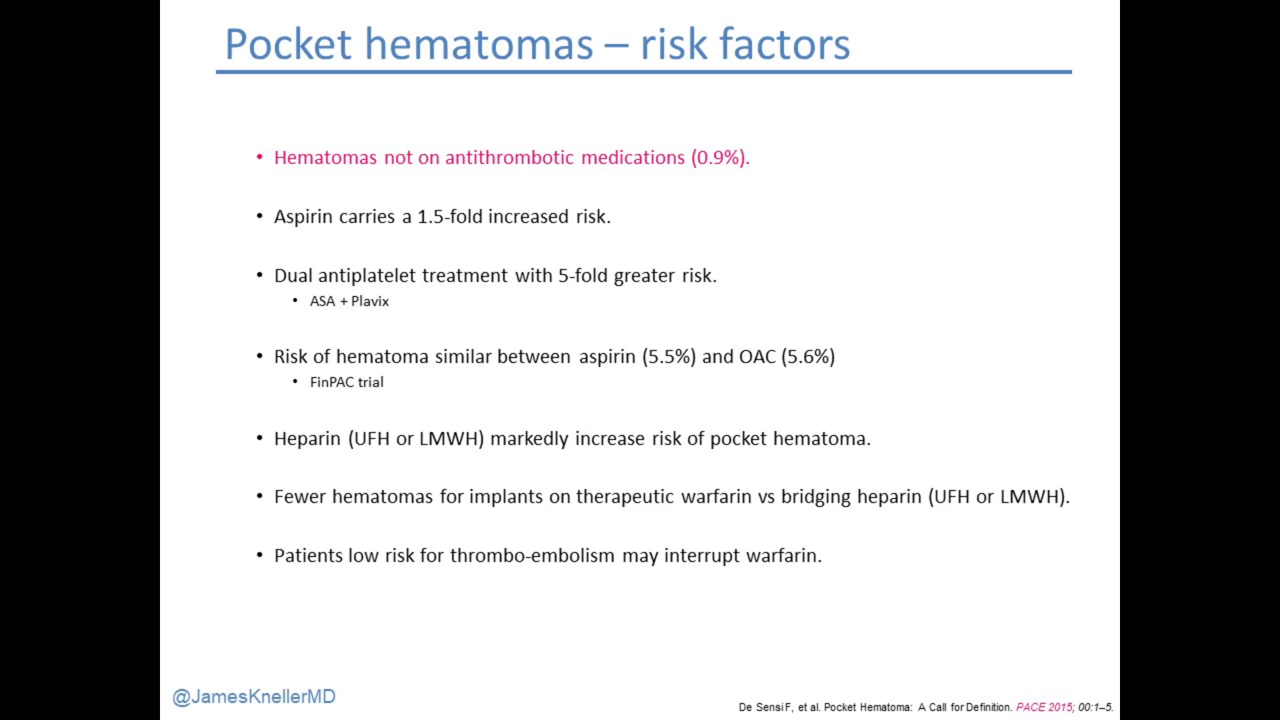 Pocket hematomas – risk factors
• Hematomas not on antithrombotic medications (0.9%).
• Aspirin carries a 1.5-fold increased risk.
• Dual antiplatelet treatment with 5-fold greater risk.
• ASA + Plavix
• Risk of hematoma similar between aspirin (5.5%) and OAC (5.6%)
• FinPAC trial
• Heparin (UFH or LMWH) markedly increase risk of pocket hematoma.
• Fewer hematomas for implants on therapeutic warfarin vs bridging heparin (UFH or LMWH).
• Patients low risk for thrombo-embolism may interrupt warfarin.
@JamesKnellerMD
De Sensi F, et al. Pocket Hematoma: A Call for Definition. PACE 2015; 00:1–5.